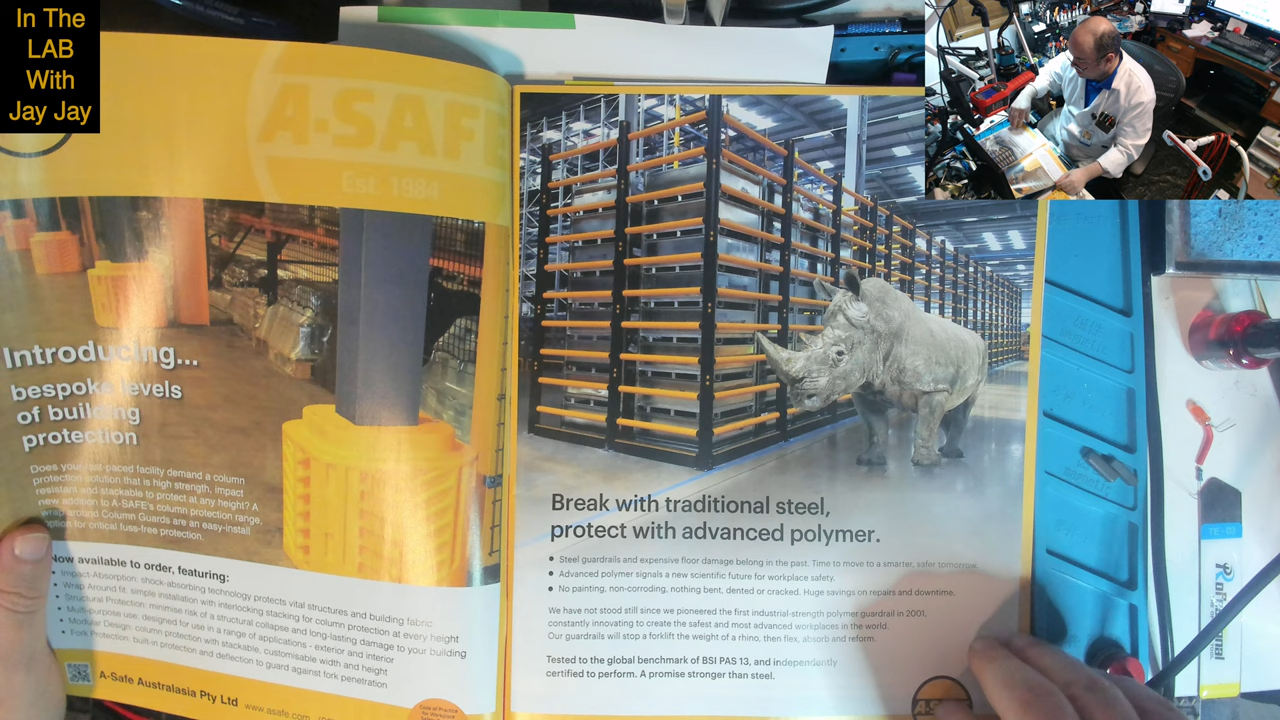 In The
LAB
With
Jay Jay
A-SAFE
Est. 1984
Introducing...
bespoke levels
of building
protection
Does your fast-paced facility demand a column
protection solution that is high strength, impact
resistant and stackable to protect at any height? A
new addition to A-SAFE's column protection range,
wrap around Column Guards are an easy-install
option for critical fuss-free protection.
Now available to order, featuring:
• Impact-Absorption: shock-absorbing technology protects vital structures and building fabric
• Wrap Around fit: simple installation with interlocking stacking for column protection at every height
• Structural Protection: minimise risk of a structural collapse and long-lasting damage to your building
• Multi-purpose use: designed for use in a range of applications - exterior and interior
• Modular Design: column protection with stackable, customisable width and height
• Fork Protection: built-in protection and deflection to guard against fork penetration
A-Safe Australasia Pty Ltd www.asafe.com
Code of Practice
for Workplace
Break with traditional steel,
protect with advanced polymer.
• Steel guardrails and expensive floor damage belong in the past. Time to move to a smarter, safer tomorrow.
• Advanced polymer signals a new scientific future for workplace safety.
• No painting, non-corroding, nothing bent, dented or cracked. Huge savings on repairs and downtime.
We have not stood still since we pioneered the first industrial-strength polymer guardrail in 2001,
constantly innovating to create the safest and most advanced workplaces in the world.
Our guardrails will stop a forklift the weight of a rhino, then flex, absorb and reform.
Tested to the global benchmark of BSI PAS 13, and independently
certified to perform. A promise stronger than steel.
AS
TE-03